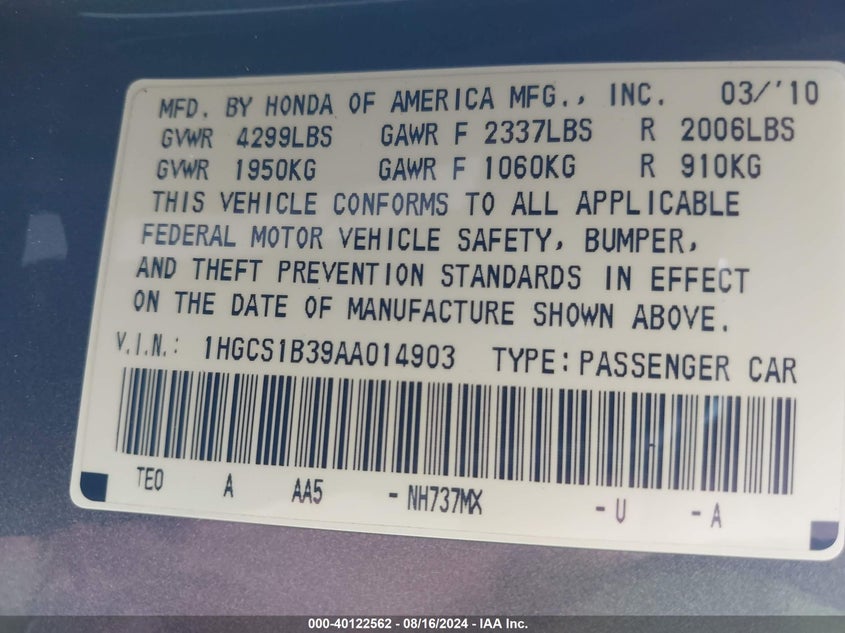 MFD. BY HONDA OF AMERICA MFG., INC. 03/'10
GVWR 4299LBS GAWR F 2337LBS R 2006LBS
GVWR 1950KG GAWR F 1060KG R 910KG
THIS VEHICLE CONFORMS TO ALL APPLICABLE
FEDERAL MOTOR VEHICLE SAFETY, BUMPER,
AND THEFT PREVENTION STANDARDS IN EFFECT
ON THE DATE OF MANUFACTURE SHOWN ABOVE.
V.I.N.: 1HGCS1B39AA014903 TYPE: PASSENGER CAR
TE0 A AA5 - NH737MX - U - A
000-40122562 - 08/16/2024 - IAA Inc.